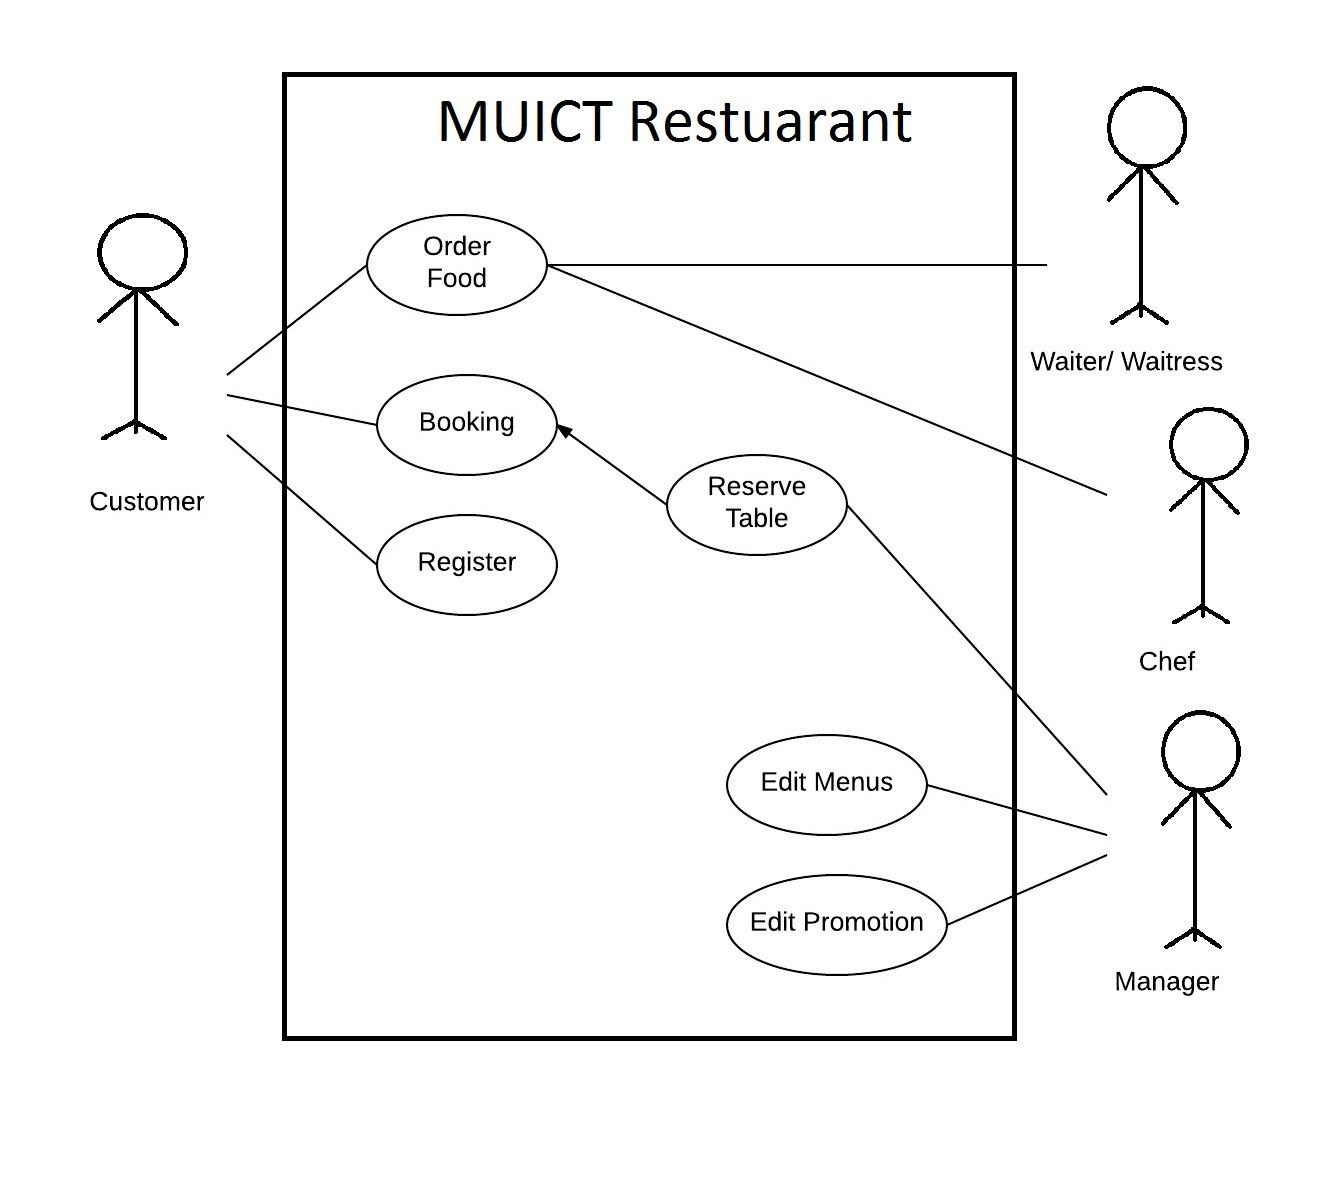 MUICT Restuarant
Order
Food
Waiter/ Waitress
Booking
Reserve
Table
Customer
Register
Chef
Edit Menus
Edit Promotion
Manager